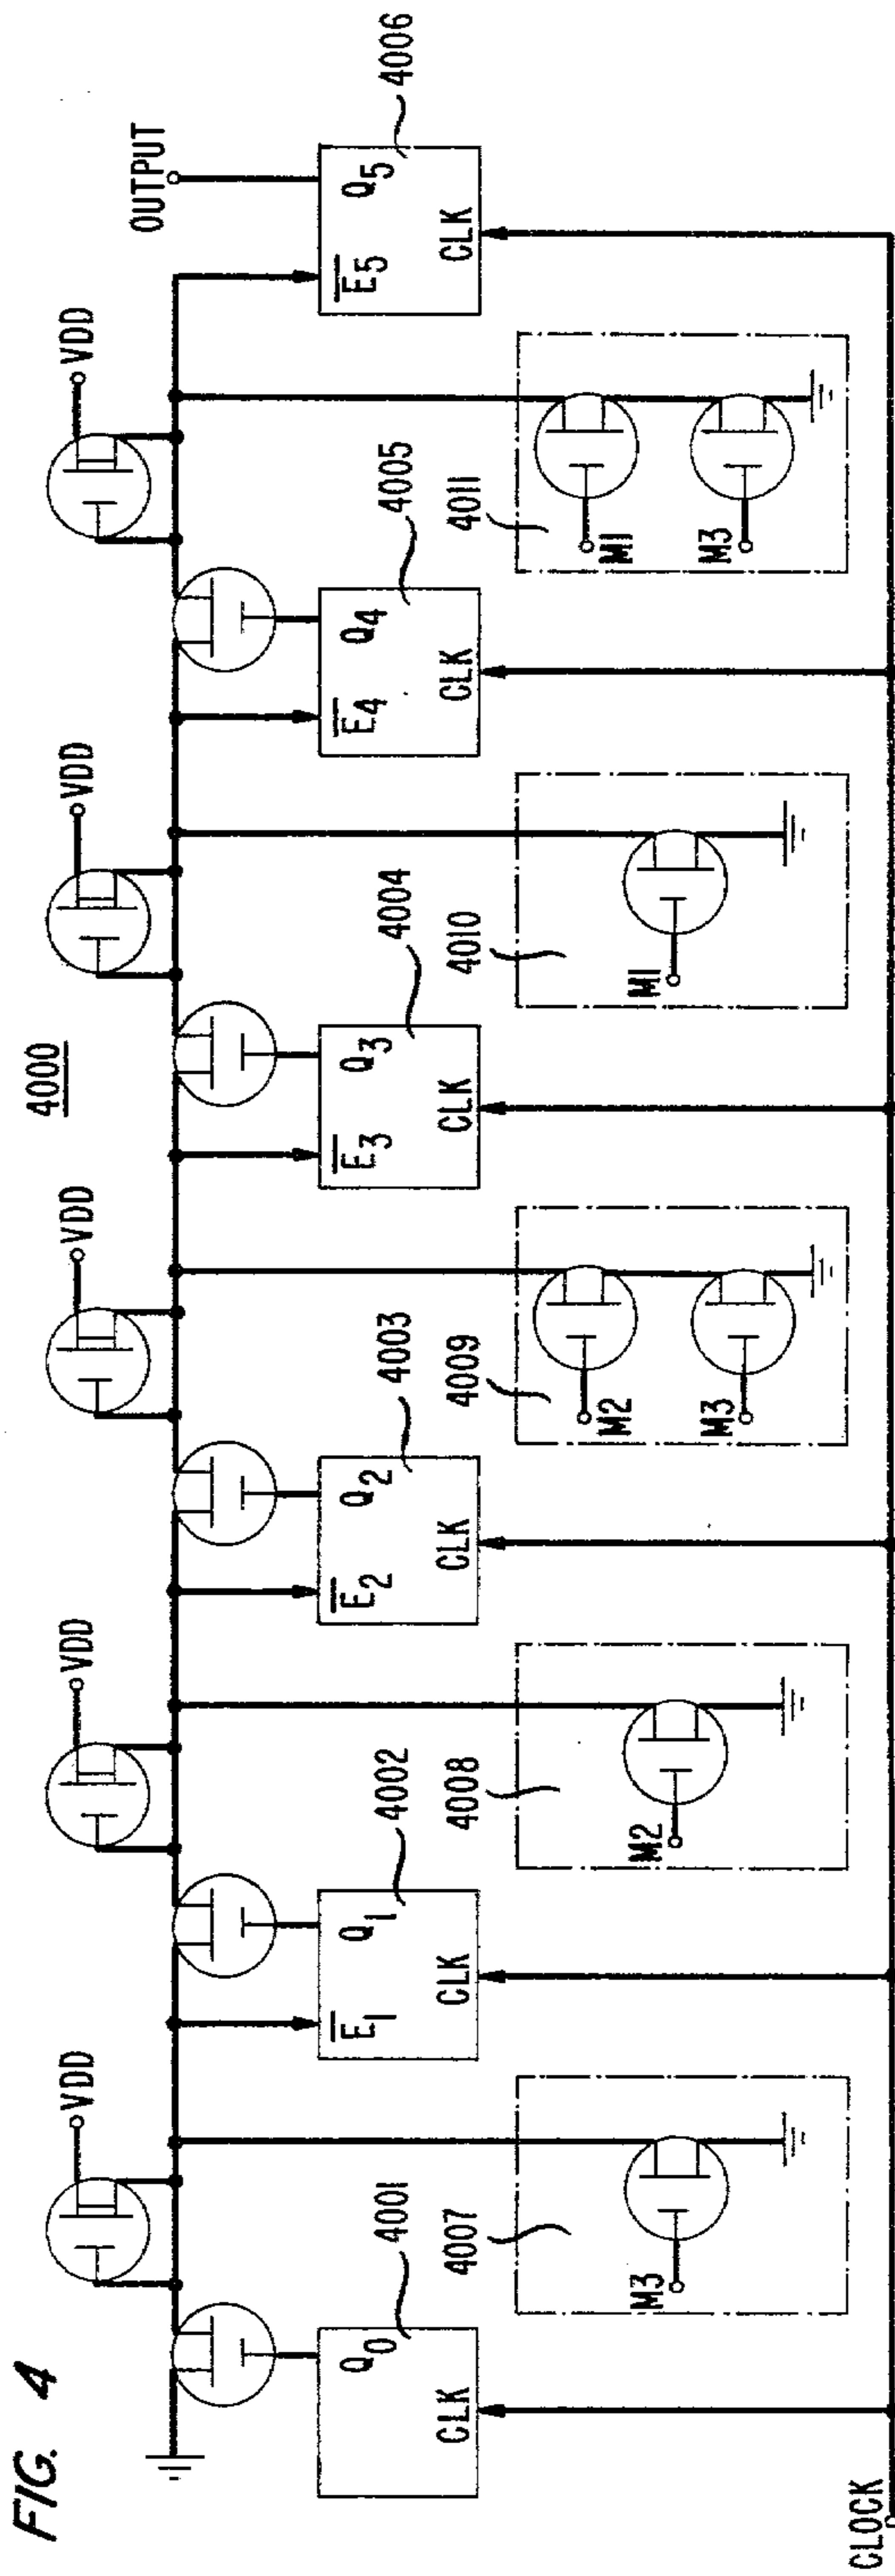 FIG. 4
4000
VDD
VDD
VDD
VDD
VDD
OUTPUT
Q0
CLK
4001
E1
Q1
CLK
4002
E2
Q2
CLK
4003
E3
Q3
CLK
4004
E4
Q4
CLK
4005
E5
Q5
CLK
4006
4007
M3
4008
M2
4009
M2
M3
4010
M1
4011
M1
M3
CLOCK